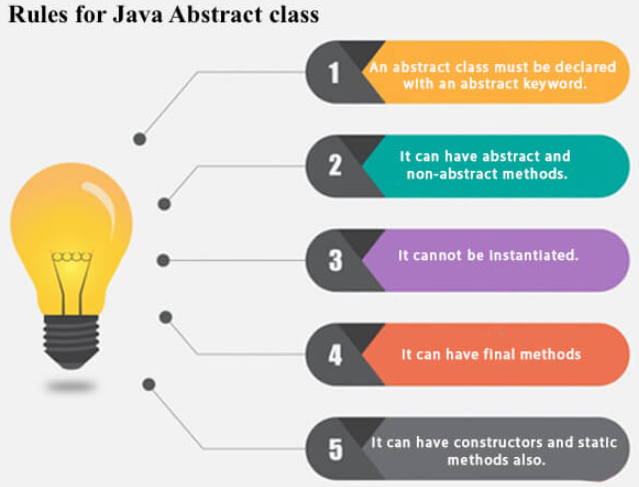 Rules for Java Abstract class
1
An abstract class must be declared
with an abstract keyword.
2
It can have abstract and
non-abstract methods.
3
It cannot be instantiated.
4
It can have final methods
5
It can have constructors and static
methods also.